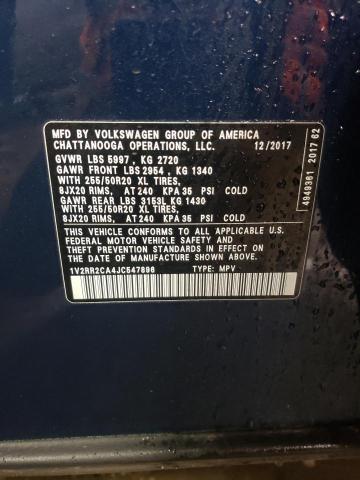 MFD BY VOLKSWAGEN GROUP OF AMERICA
CHATTANOOGA OPERATIONS, LLC. 12/2017
GVWR LBS 5997, KG 2720
GAWR FRONT LBS 2954, KG 1340
WITH 255/50R20 XL TIRES,
8JX20 RIMS, AT 240 KPA 35 PSI COLD
GAWR REAR LBS 3153L KG 1430
WITH 255/50R20 XL TIRES,
8JX20 RIMS, AT 240 KPA 35 PSI COLD
THIS VEHICLE CONFORMS TO ALL APPLICABLE U.S.
FEDERAL MOTOR VEHICLE SAFETY AND
THEFT PREVENTION STANDARDS IN EFFECT ON THE
DATE OF MANUFACTURE SHOWN ABOVE
1V2RR2CA4JC547896 TYPE: MPV
4949361 2017 62